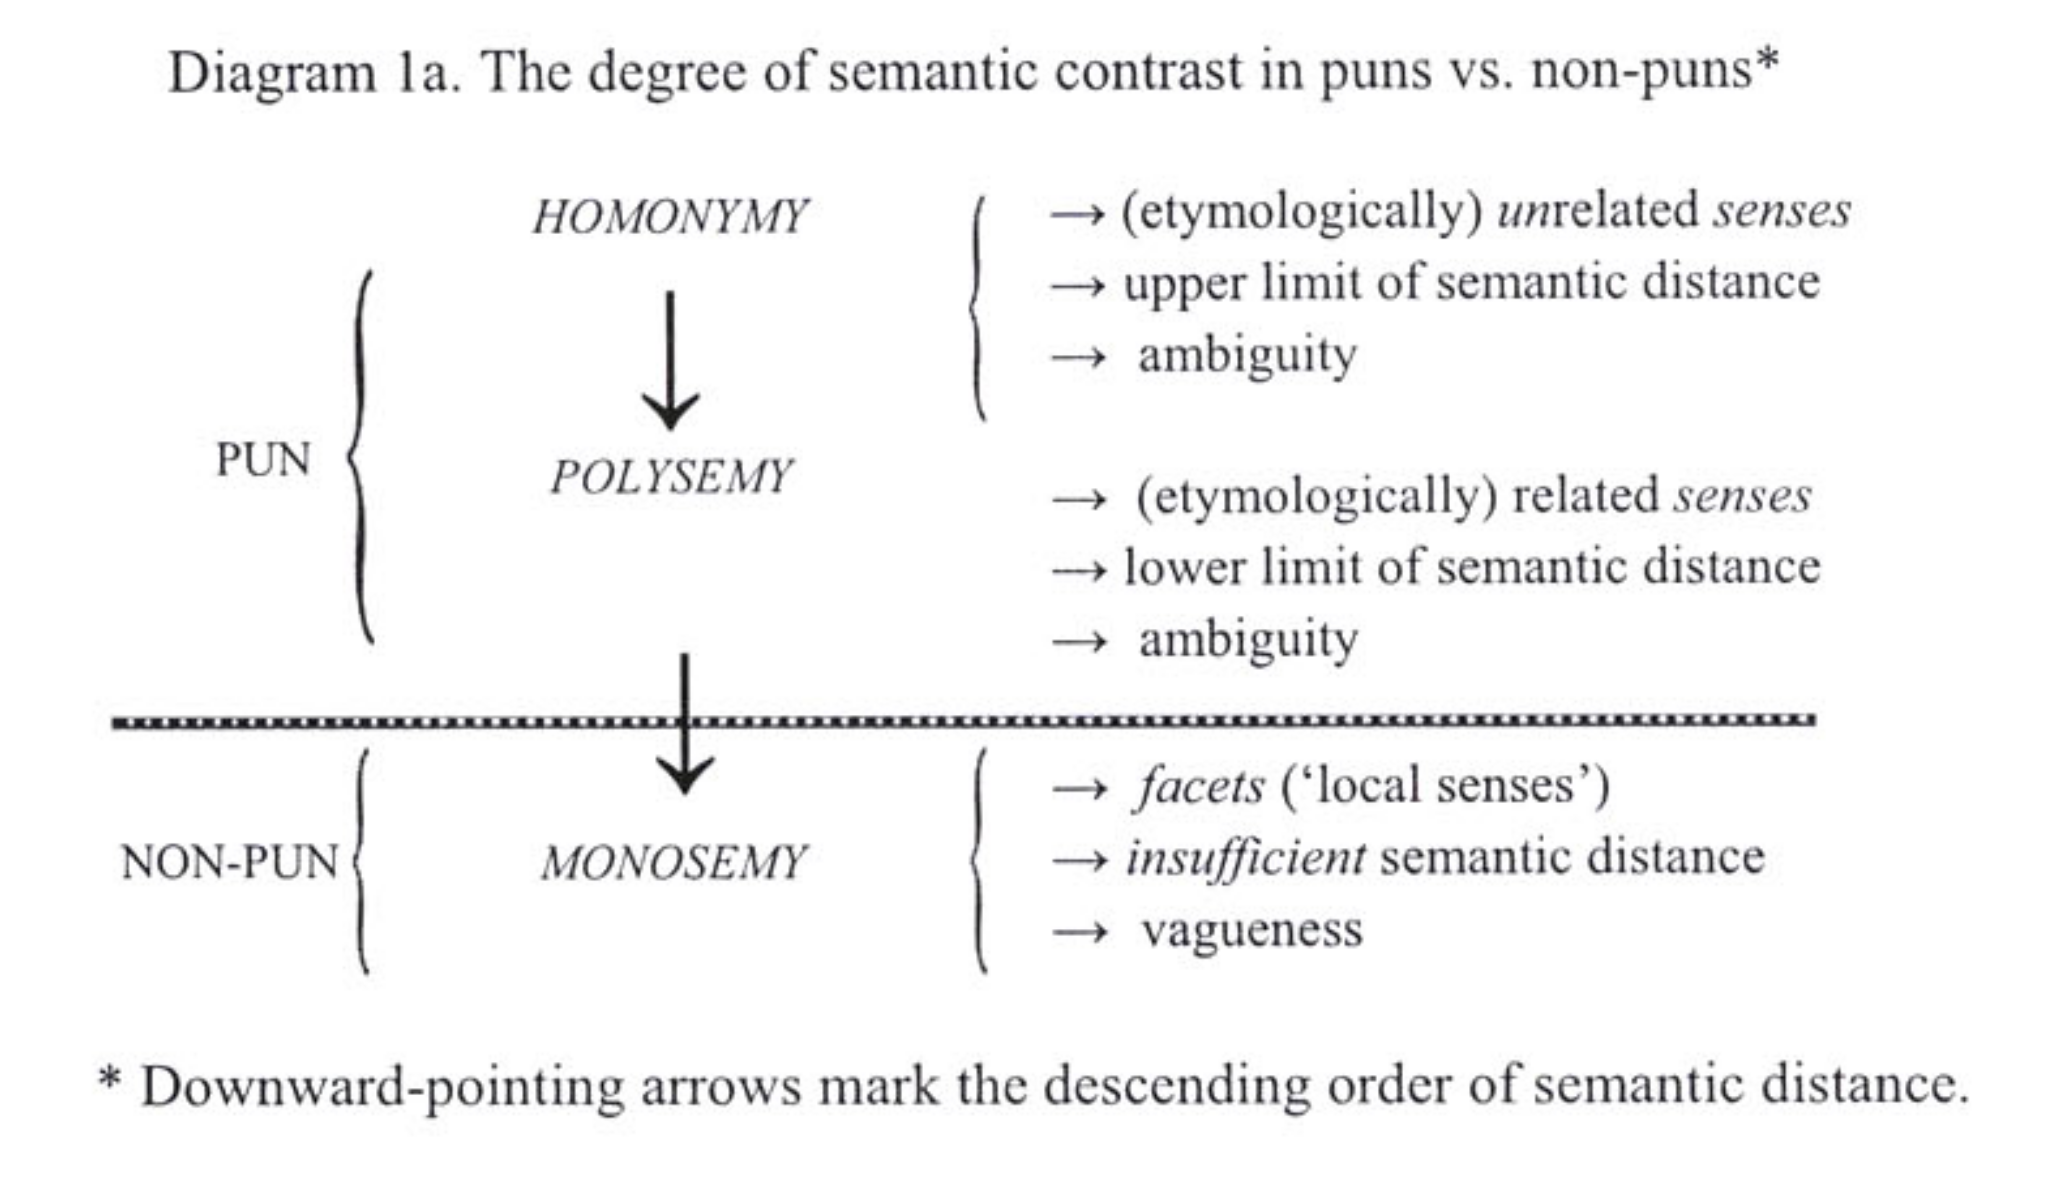 Diagram 1a. The degree of semantic contrast in puns vs. non-puns*
HOMONYMY
→ (etymologically) unrelated senses
→ upper limit of semantic distance
→ ambiguity
PUN
POLYSEMY
→ (etymologically) related senses
→ lower limit of semantic distance
→ ambiguity
NON-PUN
MONOSEMY
→ facets (‘local senses’)
→ insufficient semantic distance
→ vagueness
* Downward-pointing arrows mark the descending order of semantic distance.